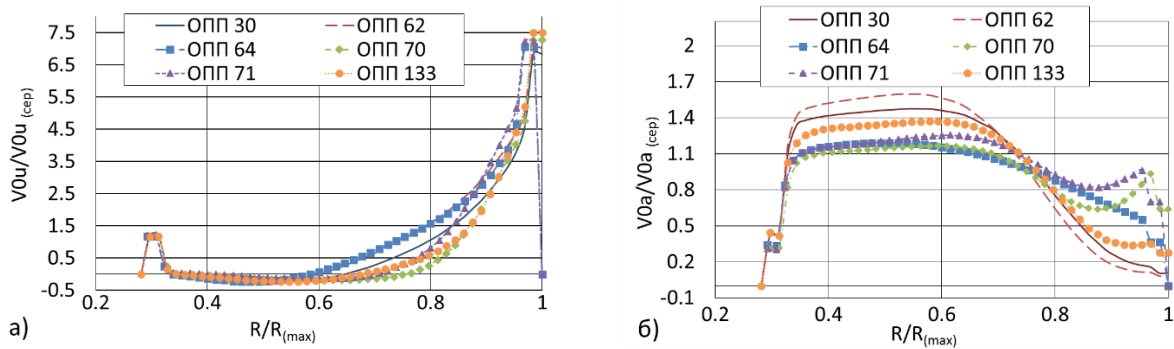 ОПП 30 ОПП 62
ОПП 64 ОПП 70
ОПП 71 ОПП 133
V0u/V0u (сер)
7.5
6.5
5.5
4.5
3.5
2.5
1.5
0.5
-0.5
0.2 0.4 0.6 0.8 1
R/R(max)
а)
ОПП 30 ОПП 62
ОПП 64 ОПП 70
ОПП 71 ОПП 133
V0a/V0a (сер)
2
1.7
1.4
1.1
0.8
0.5
0.2
-0.1
0.2 0.4 0.6 0.8 1
R/R(max)
б)